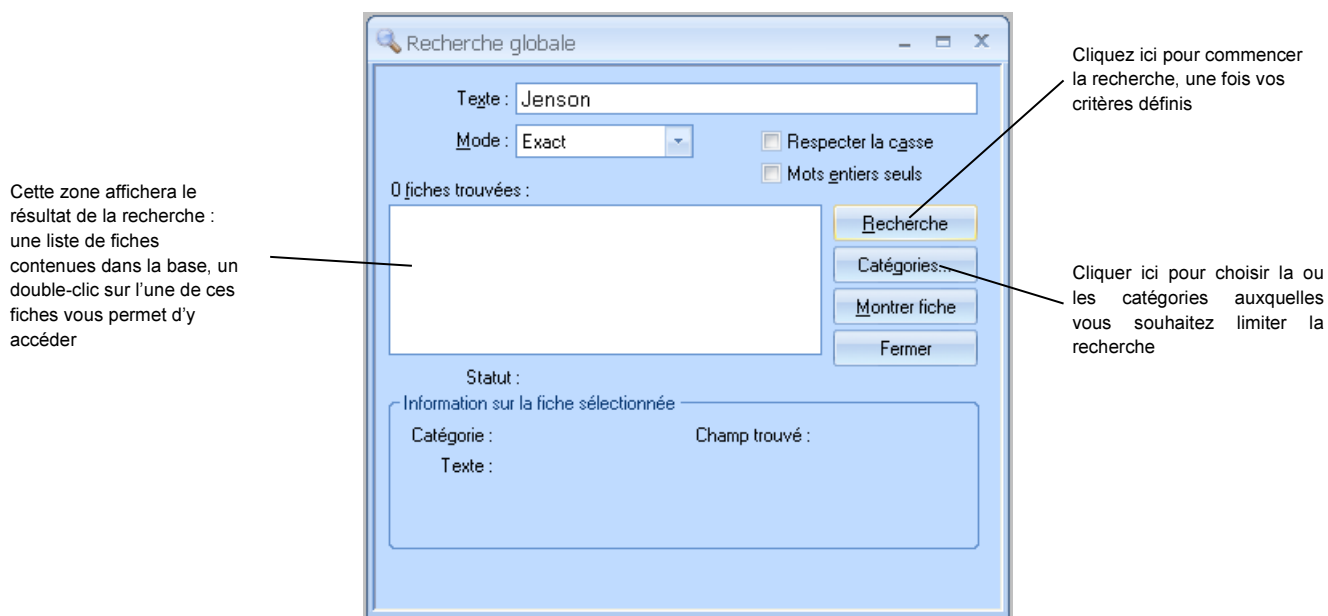 Recherche globale
Texte : Jenson
Mode : Exact
Respecter la casse
Mots entiers seuls
0 fiches trouvées :
Recherche
Catégories...
Montrer fiche
Fermer
Statut :
Information sur la fiche sélectionnée
Catégorie :
Champ trouvé :
Texte :
Cette zone affichera le
résultat de la recherche :
une liste de fiches
contenues dans la base, un
double-clic sur l'une de ces
fiches vous permet d'y
accéder
Cliquez ici pour commencer
la recherche, une fois vos
critères définis
Cliquer ici pour choisir la ou
les catégories auxquelles
vous souhaitez limiter la
recherche